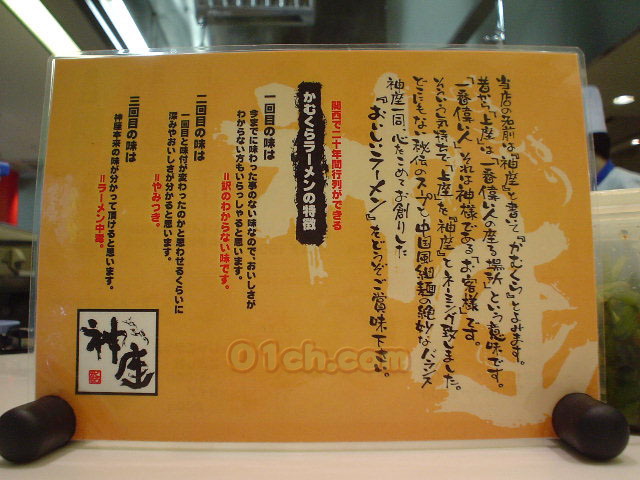 当店の名前は『神座』と書いて『かむくら』とよみます。
昔から『上座』は『一番偉い人の座る場所』という意味です。
『一番偉い人』それは神様である『お客様』です。
そういう気持ちで『上座』を『神座』とネーミング致しました。
どこにもない秘伝のスープと中国風細麺の絶妙なバランス
神座一同、心をこめてお創りした
『おいしいラーメン』をどうぞご賞味下さい。
関西で二十年間行列ができる
かむくらラーメンの特徴
一回目の味は
今までに味わった事のない味なので、おいしさが
わからない方もいらっしゃると思います。
=訳のわからない味です。
二回目の味は
一回目と味付が変わったのかと思わせるくらいに
深みやおいしさが分かると思います。
=やみつき。
三回目の味は
神座本来の味が分かって頂けると思います。
=ラーメン中毒。
神座
01ch.com